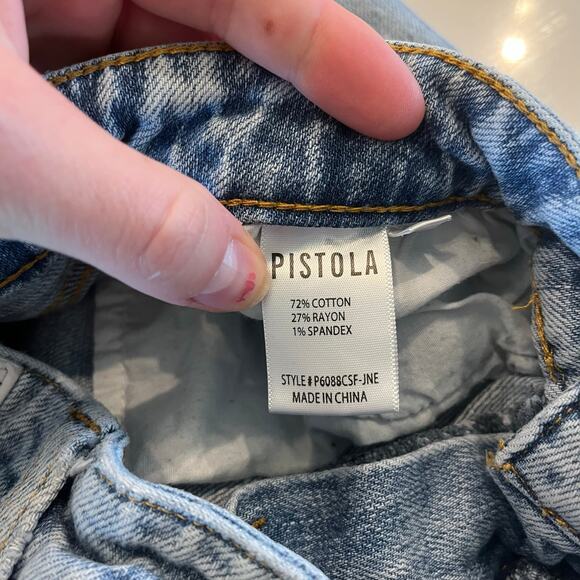 PISTOLA
72% COTTON
27% RAYON
1% SPANDEX
STYLE#P6088CSF-JNE
MADE IN CHINA